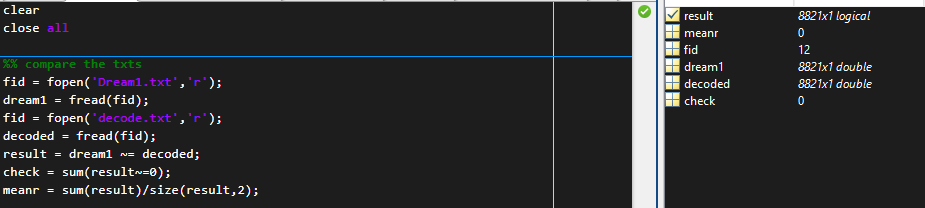 clear
close all
%% compare the txts
fid = fopen('Dream1.txt','r');
dream1 = fread(fid);
fid = fopen('decode.txt','r');
decoded = fread(fid);
result = dream1 ~= decoded;
check = sum(result~=0);
meanr = sum(result)/size(result,2);
result 8821x1 logical
meanr 0
fid 12
dream1 8821x1 double
decoded 8821x1 double
check 0